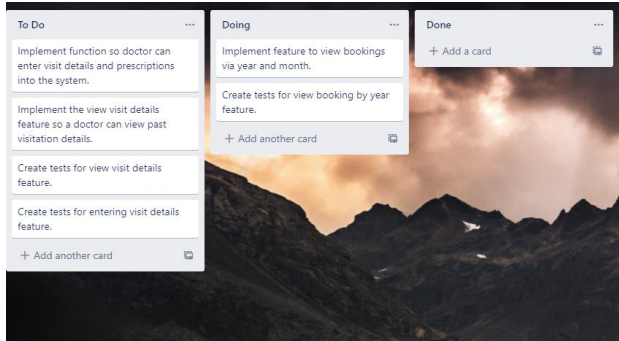 To Do
Implement function so doctor can
enter visit details and prescriptions
into the system.
Implement the view visit details
feature so a doctor can view past
visitation details.
Create tests for view visit details
feature.
Create tests for entering visit details
feature.
+ Add another card
Doing
Implement feature to view bookings
via year and month.
Create tests for view booking by year
feature.
+ Add another card
Done
+ Add a card